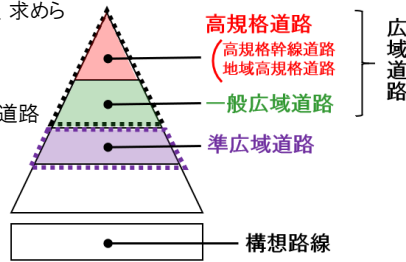 求めら
高規格道路
(高規格幹線道路
地域高規格道路
広域道路
一般広域道路
道路
準広域道路
構想路線